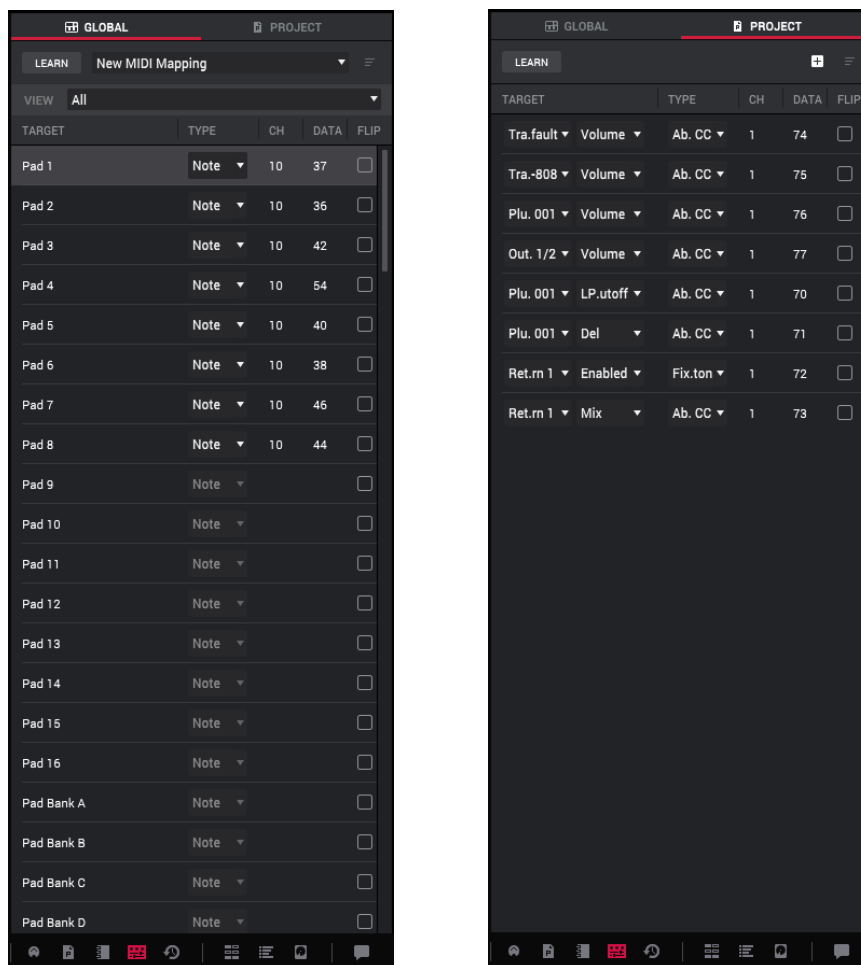 GLOBAL PROJECT
LEARN New MIDI Mapping
VIEW All
TARGET TYPE CH DATA FLIP
Pad 1 Note 10 37
Pad 2 Note 10 36
Pad 3 Note 10 42
Pad 4 Note 10 54
Pad 5 Note 10 40
Pad 6 Note 10 38
Pad 7 Note 10 46
Pad 8 Note 10 44
Pad 9 Note
Pad 10 Note
Pad 11 Note
Pad 12 Note
Pad 13 Note
Pad 14 Note
Pad 15 Note
Pad 16 Note
Pad Bank A Note
Pad Bank B Note
Pad Bank C Note
Pad Bank D Note
GLOBAL PROJECT
LEARN
TARGET TYPE CH DATA FLIP
Tra.fault Volume Ab. CC 1 74
Tra.-808 Volume Ab. CC 1 75
Plu. 001 Volume Ab. CC 1 76
Out. 1/2 Volume Ab. CC 1 77
Plu. 001 LP.utoff Ab. CC 1 70
Plu. 001 Del Ab. CC 1 71
Ret.rn 1 Enabled Fix.ton 1 72
Ret.rn 1 Mix Ab. CC 1 73